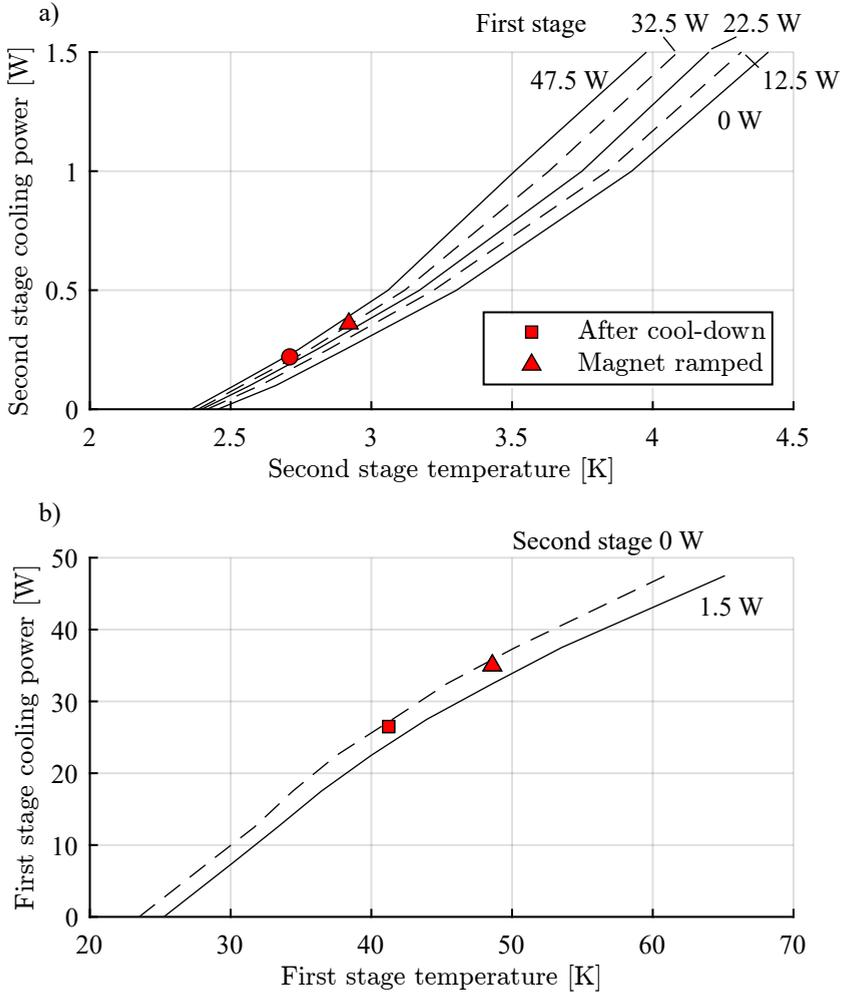 a)
First stage 32.5 W 22.5 W
47.5 W 12.5 W
0 W
Second stage cooling power [W]
1.5
1
0.5
0
After cool-down
Magnet ramped
2 2.5 3 3.5 4 4.5
Second stage temperature [K]
b)
Second stage 0 W
1.5 W
First stage cooling power [W]
50
40
30
20
10
0
20 30 40 50 60 70
First stage temperature [K]